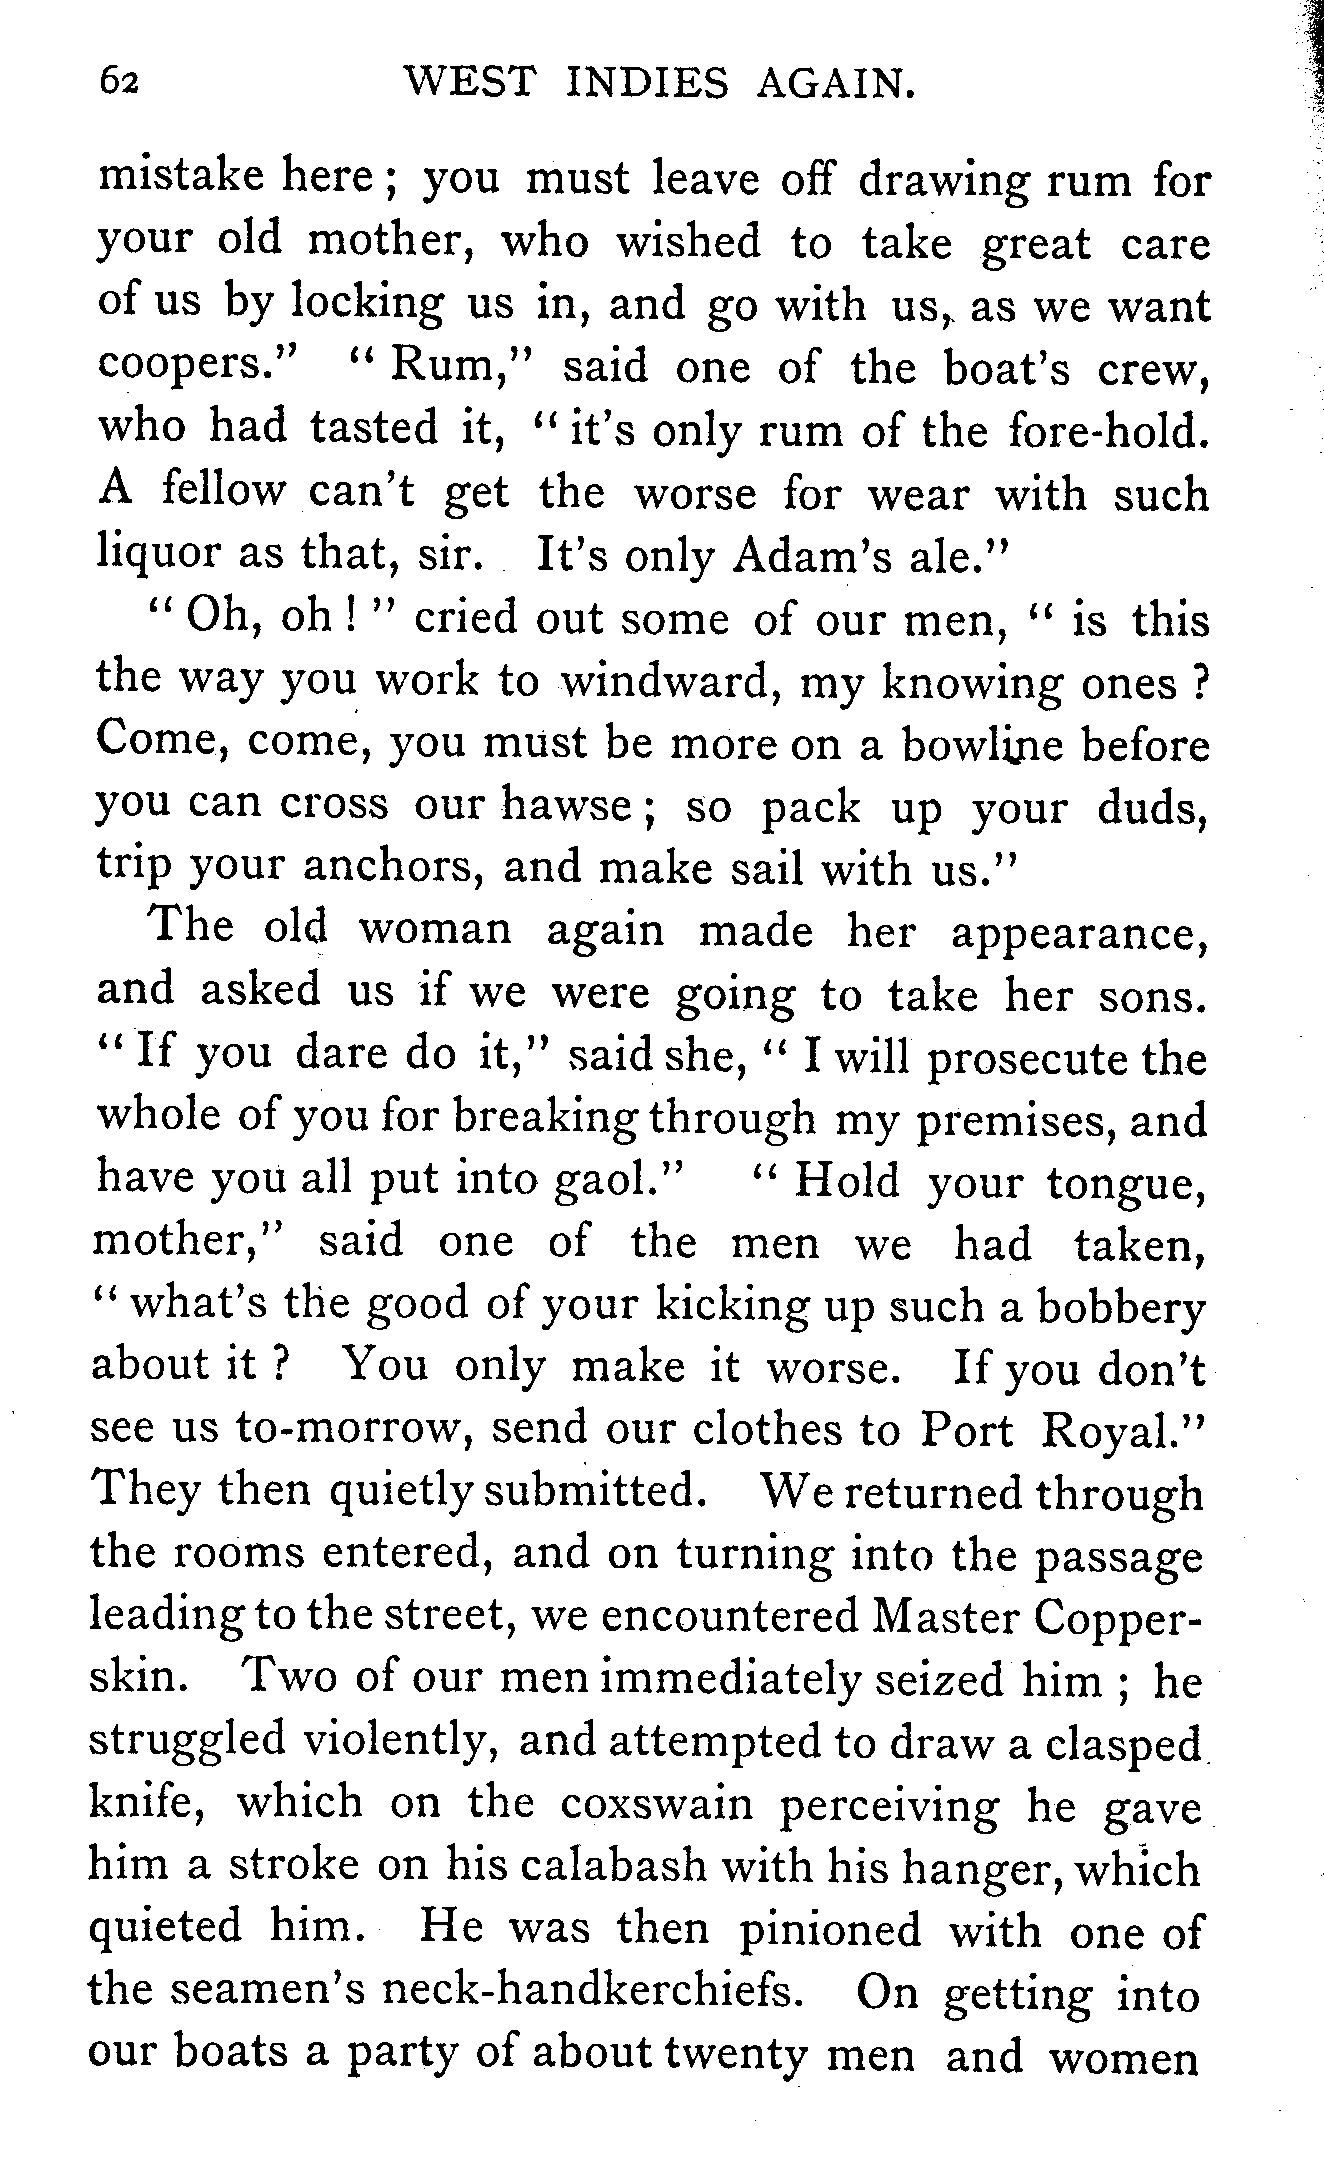 62 WEST INDIES AGAIN.
mistake here ; you must leave off drawing rum for
your old mother, who wished to take great care
of us by locking us in, and go with us, as we want
coopers." " Rum," said one of the boat's crew,
who had tasted it, " it's only rum of the fore-hold.
A fellow can't get the worse for wear with such
liquor as that, sir. It's only Adam's ale."
" Oh, oh ! " cried out some of our men, " is this
the way you work to windward, my knowing ones ?
Come, come, you must be more on a bowline before
you can cross our hawse ; so pack up your duds,
trip your anchors, and make sail with us."
The old woman again made her appearance,
and asked us if we were going to take her sons.
" If you dare do it," said she, " I will prosecute the
whole of you for breaking through my premises, and
have you all put into gaol." " Hold your tongue,
mother," said one of the men we had taken,
" what's the good of your kicking up such a bobbery
about it ? You only make it worse. If you don't
see us to-morrow, send our clothes to Port Royal."
They then quietly submitted. We returned through
the rooms entered, and on turning into the passage
leading to the street, we encountered Master Copper-
skin. Two of our men immediately seized him ; he
struggled violently, and attempted to draw a clasped
knife, which on the coxswain perceiving he gave
him a stroke on his calabash with his hanger, which
quieted him. He was then pinioned with one of
the seamen's neck-handkerchiefs. On getting into
our boats a party of about twenty men and women